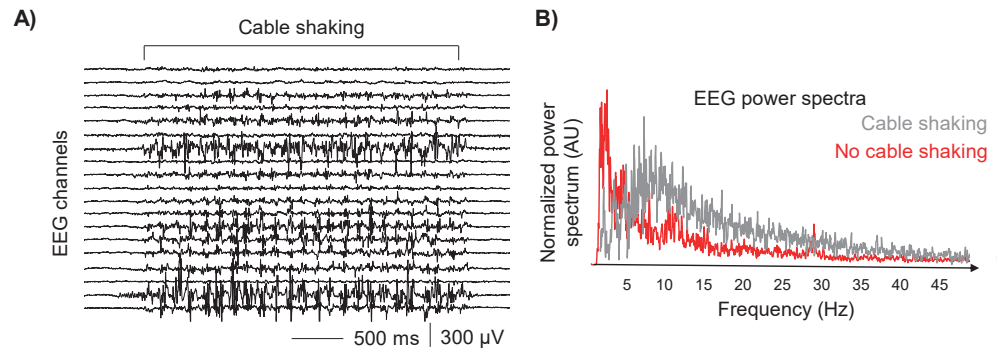 A)
Cable shaking
EEG channels
500 ms
300 µV
B)
EEG power spectra
Cable shaking
No cable shaking
Normalized power
spectrum (AU)
5 10 15 20 25 30 35 40 45
Frequency (Hz)